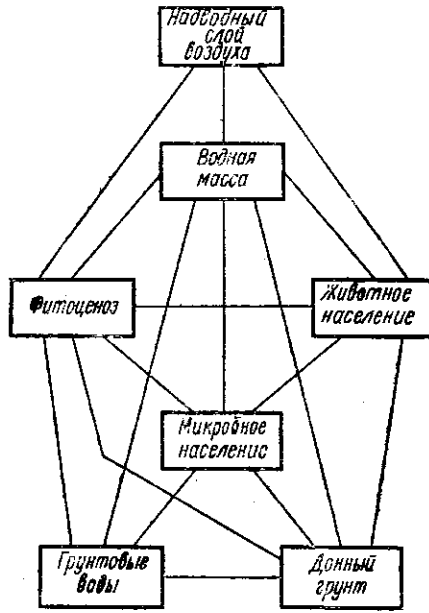 Надводный
слой
воздуха
Водная
масса
Фитоценоз
Животное
население
Микробное
население
Грунтовые
воды
Донный
грунт